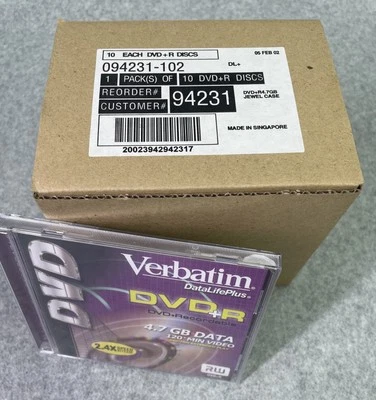 10 EACH DVD+R DISCS
06 FEB 02
094231-102
DL+
1 PACK(S) OF 10 DVD+R DISCS
REORDER#
CUSTOMER#
94231
DVD+R4.7GB
JEWEL CASE
MADE IN SINGAPORE
20023942942317
DVD
Verbatim
DataLifePlus
DVD+R
DVD+Recordable
4.7 GB DATA
120 MIN VIDEO
2.4X
RW